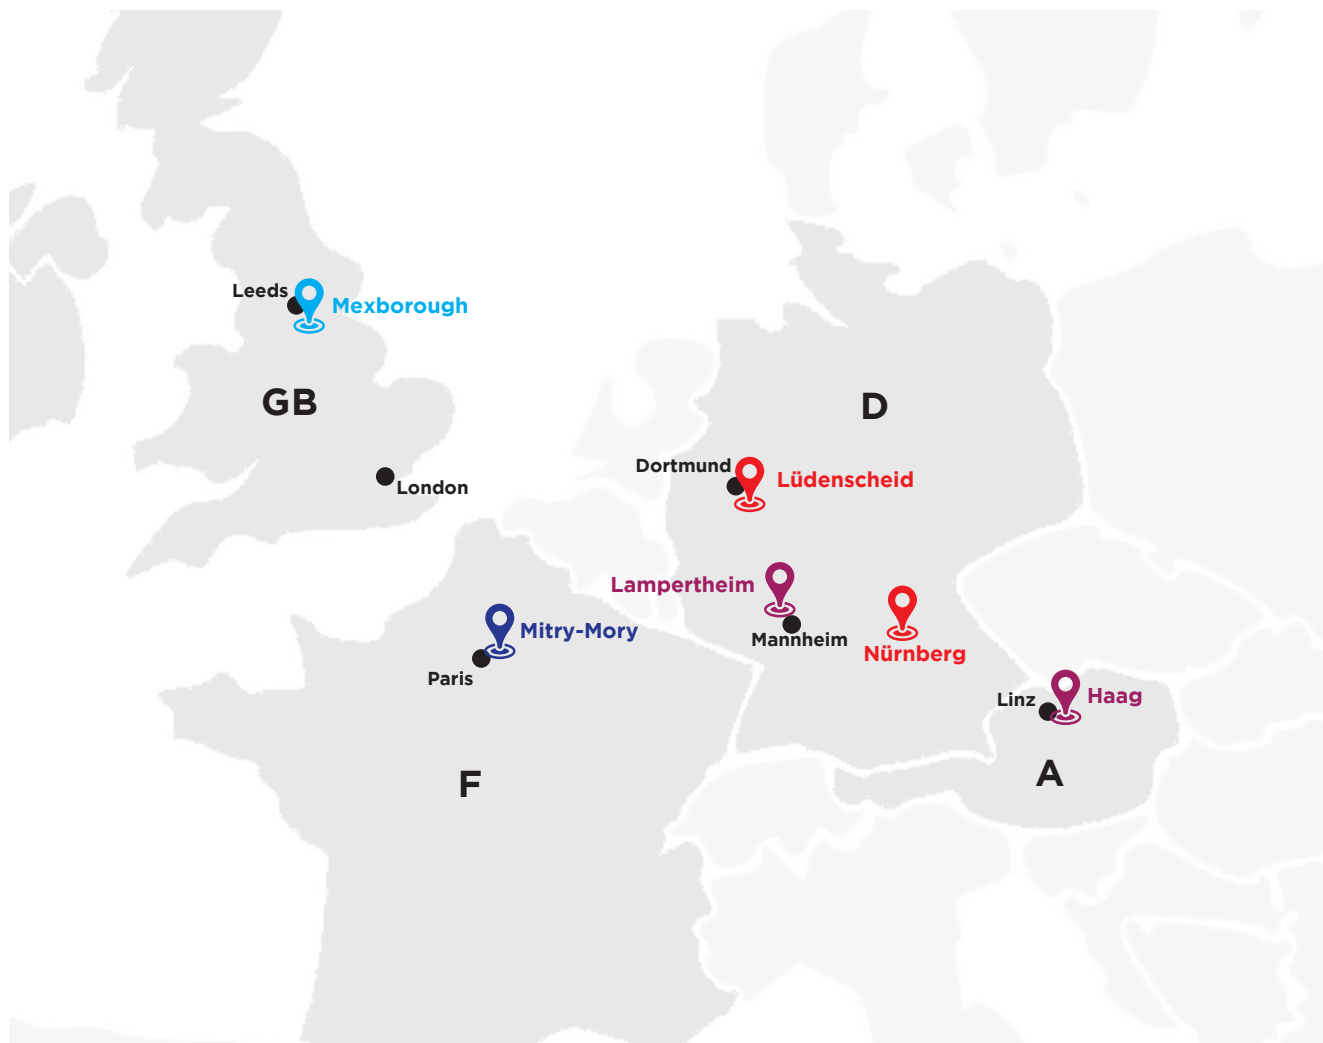 Leeds
Mexborough
GB
D
London
Dortmund
Lüdenscheid
Lampertheim
Mitry-Mory
Mannheim
Nürnberg
Paris
Linz
Haag
F
A